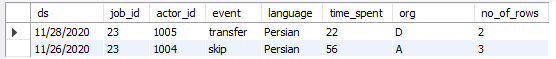 ds job_id actor_id event language time_spent org no_of_rows
11/28/2020 23 1005 transfer Persian 22 D 2
11/26/2020 23 1004 skip Persian 56 A 3